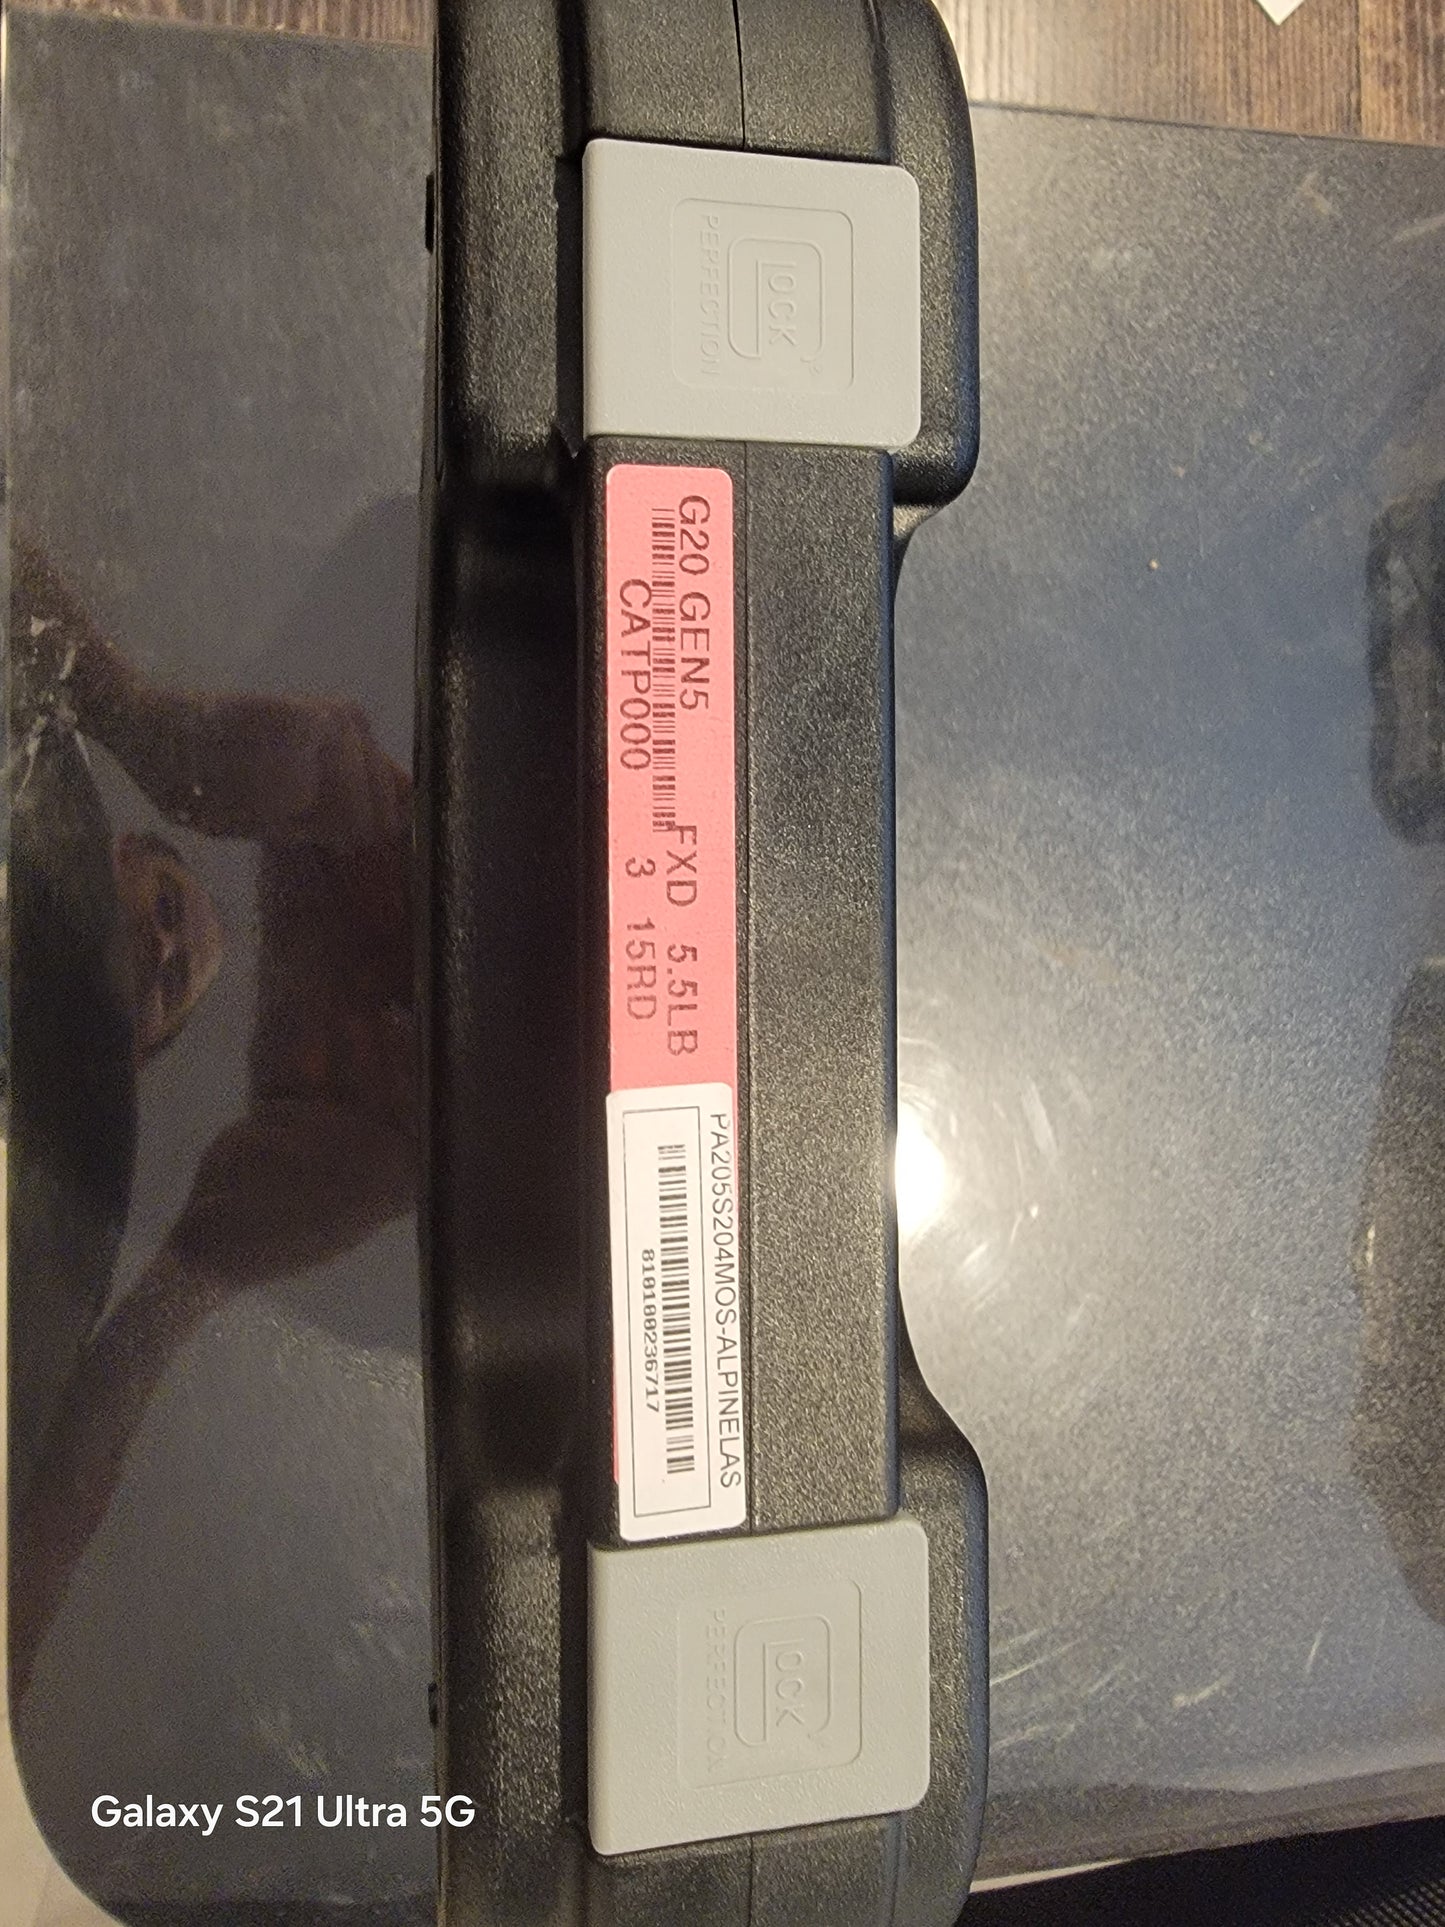 GLOCK
PERFECTION
G20 GEN5 FXD 5.5LB
CATP000 3 15RD
PA205S204MOS-ALPINELAS
810100236717
GLOCK
PERFECTION
Galaxy S21 Ultra 5G